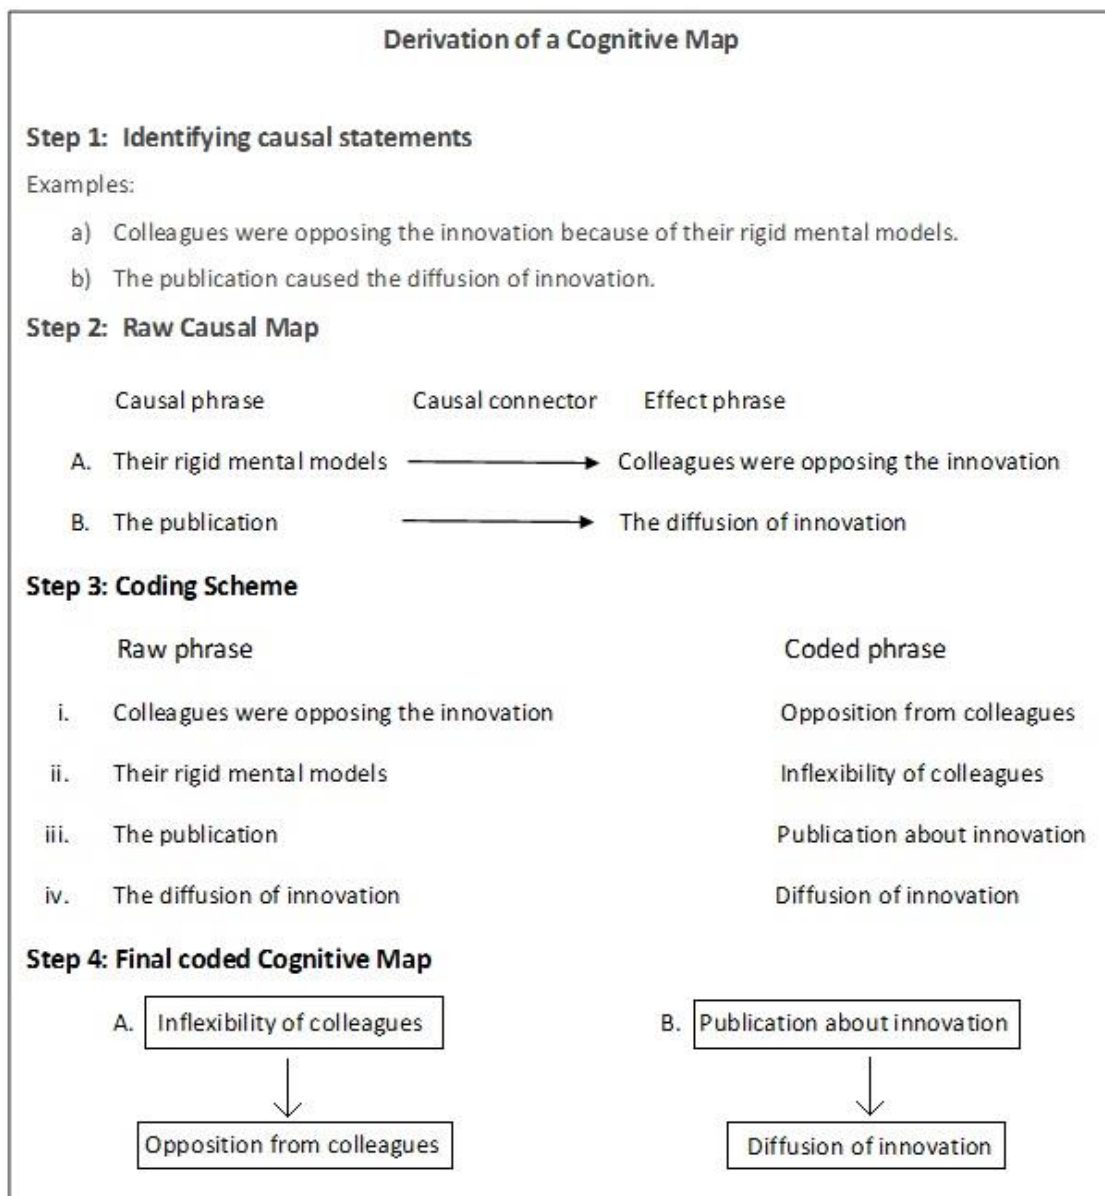 Derivation of a Cognitive Map
Step 1: Identifying causal statements
Examples:
a) Colleagues were opposing the innovation because of their rigid mental models.
b) The publication caused the diffusion of innovation.
Step 2: Raw Causal Map
Causal phrase Causal connector Effect phrase
A. Their rigid mental models Colleagues were opposing the innovation
B. The publication The diffusion of innovation
Step 3: Coding Scheme
Raw phrase Coded phrase
i. Colleagues were opposing the innovation Opposition from colleagues
ii. Their rigid mental models Inflexibility of colleagues
iii. The publication Publication about innovation
iv. The diffusion of innovation Diffusion of innovation
Step 4: Final coded Cognitive Map
A. Inflexibility of colleagues B. Publication about innovation
Opposition from colleagues Diffusion of innovation